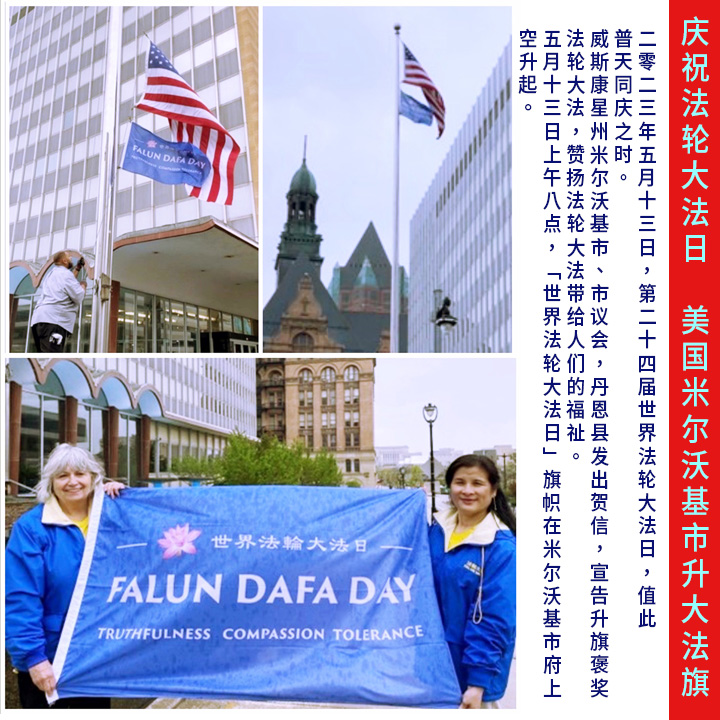 庆祝法轮大法日 美国米尔沃基市升大法旗
二零二三年五月十三日，第二十四届世界法轮大法日，值此
普天同庆之时。
威斯康星州米尔沃基市、市议会，丹恩县发出贺信，宣告升旗褒奖
法轮大法，赞扬法轮大法带给人们的福祉。
五月十三日上午八点，「世界法轮大法日」旗帜在米尔沃基市府上
空升起。
FALUN DAFA DAY
世界法輪大法日
FALUN DAFA DAY
TRUTHFULNESS COMPASSION TOLERANCE